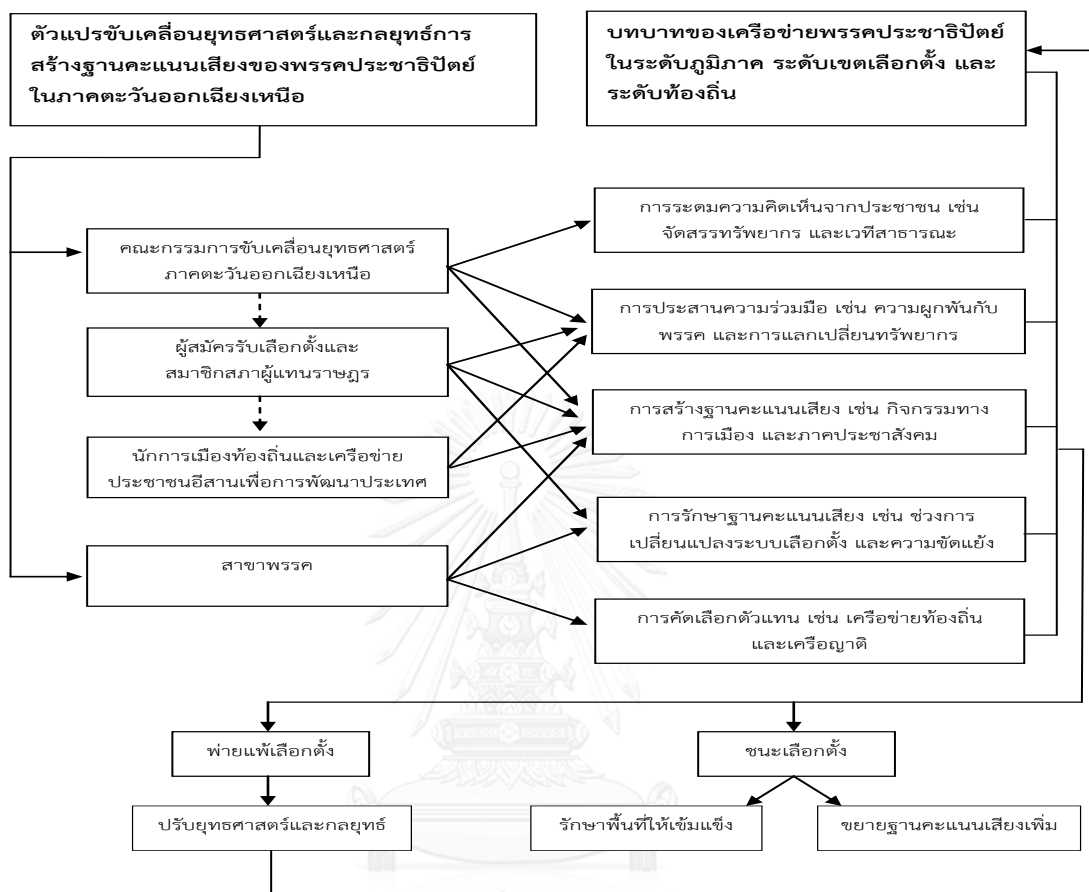 ตัวแปรขับเคลื่อนยุทธศาสตร์และกลยุทธ์การ
สร้างฐานคะแนนเสียงของพรรคประชาธิปัตย์
ในภาคตะวันออกเฉียงเหนือ
บทบาทของเครือข่ายพรรคประชาธิปัตย์
ในระดับภูมิภาค ระดับเขตเลือกตั้ง และ
ระดับท้องถิ่น
คณะกรรมการขับเคลื่อนยุทธศาสตร์
ภาคตะวันออกเฉียงเหนือ
ผู้สมัครรับเลือกตั้งและ
สมาชิกสภาผู้แทนราษฎร
นักการเมืองท้องถิ่นและเครือข่าย
ประชาชนอีสานเพื่อการพัฒนาประเทศ
สาขาพรรค
การระดมความคิดเห็นจากประชาชน เช่น
จัดสรรทรัพยากร และเวทีสาธารณะ
การประสานความร่วมมือ เช่น ความผูกพันกับ
พรรค และการแลกเปลี่ยนทรัพยากร
การสร้างฐานคะแนนเสียง เช่น กิจกรรมทาง
การเมือง และภาคประชาสังคม
การรักษาฐานคะแนนเสียง เช่น ช่วงการ
เปลี่ยนแปลงระบบเลือกตั้ง และความขัดแย้ง
การคัดเลือกตัวแทน เช่น เครือข่ายท้องถิ่น
และเครือญาติ
พ่ายแพ้เลือกตั้ง
ชนะเลือกตั้ง
ปรับยุทธศาสตร์และกลยุทธ์
รักษาพื้นที่ให้เข้มแข็ง
ขยายฐานคะแนนเสียงเพิ่ม